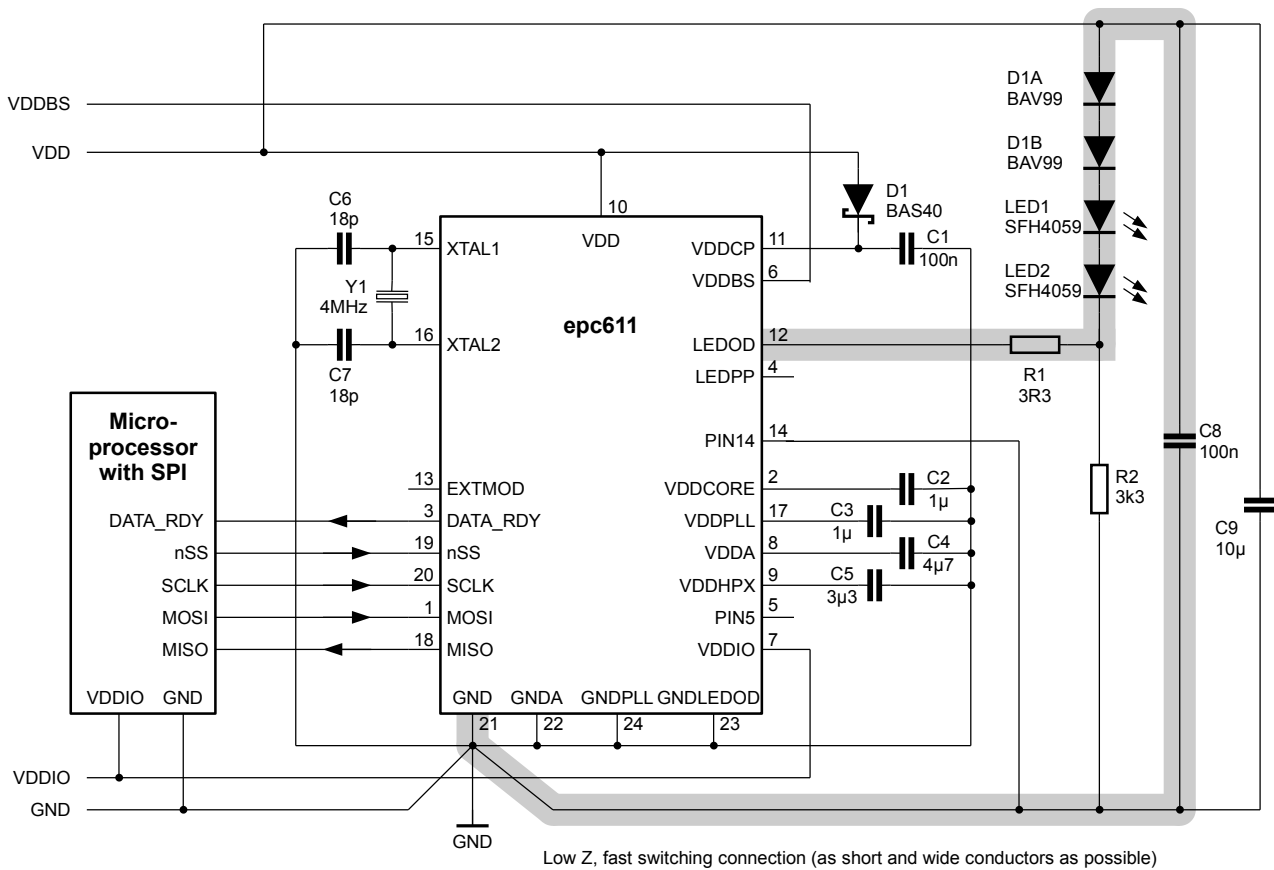 D1A
BAV99
VDDBS
VDD
D1B
BAV99
C6
18p
10
VDD
D1
BAS40
LED1
SFH4059
15
XTAL1
VDDCP
11
C1
100n
VDDBS
6
LED2
SFH4059
Y1
4MHz
epc611
16
XTAL2
LEDOD
12
C7
18p
LEDPP
4
R1
3R3
Micro-
processor
with SPI
PIN14
14
C8
100n
13
EXTMOD
VDDCORE
2
C2
1µ
R2
3k3
DATA_RDY
3
DATA_RDY
VDDPLL
17
C3
1µ
C9
10µ
nSS
19
nSS
VDDA
8
C4
4µ7
SCLK
20
SCLK
VDDHPX
9
C5
3µ3
MOSI
1
MOSI
PIN5
5
MISO
18
MISO
VDDIO
7
VDDIO
GND
GND
GNDA
GNDPLL
GNDLEDOD
21
22
24
23
VDDIO
GND
GND
Low Z, fast switching connection (as short and wide conductors as possible)